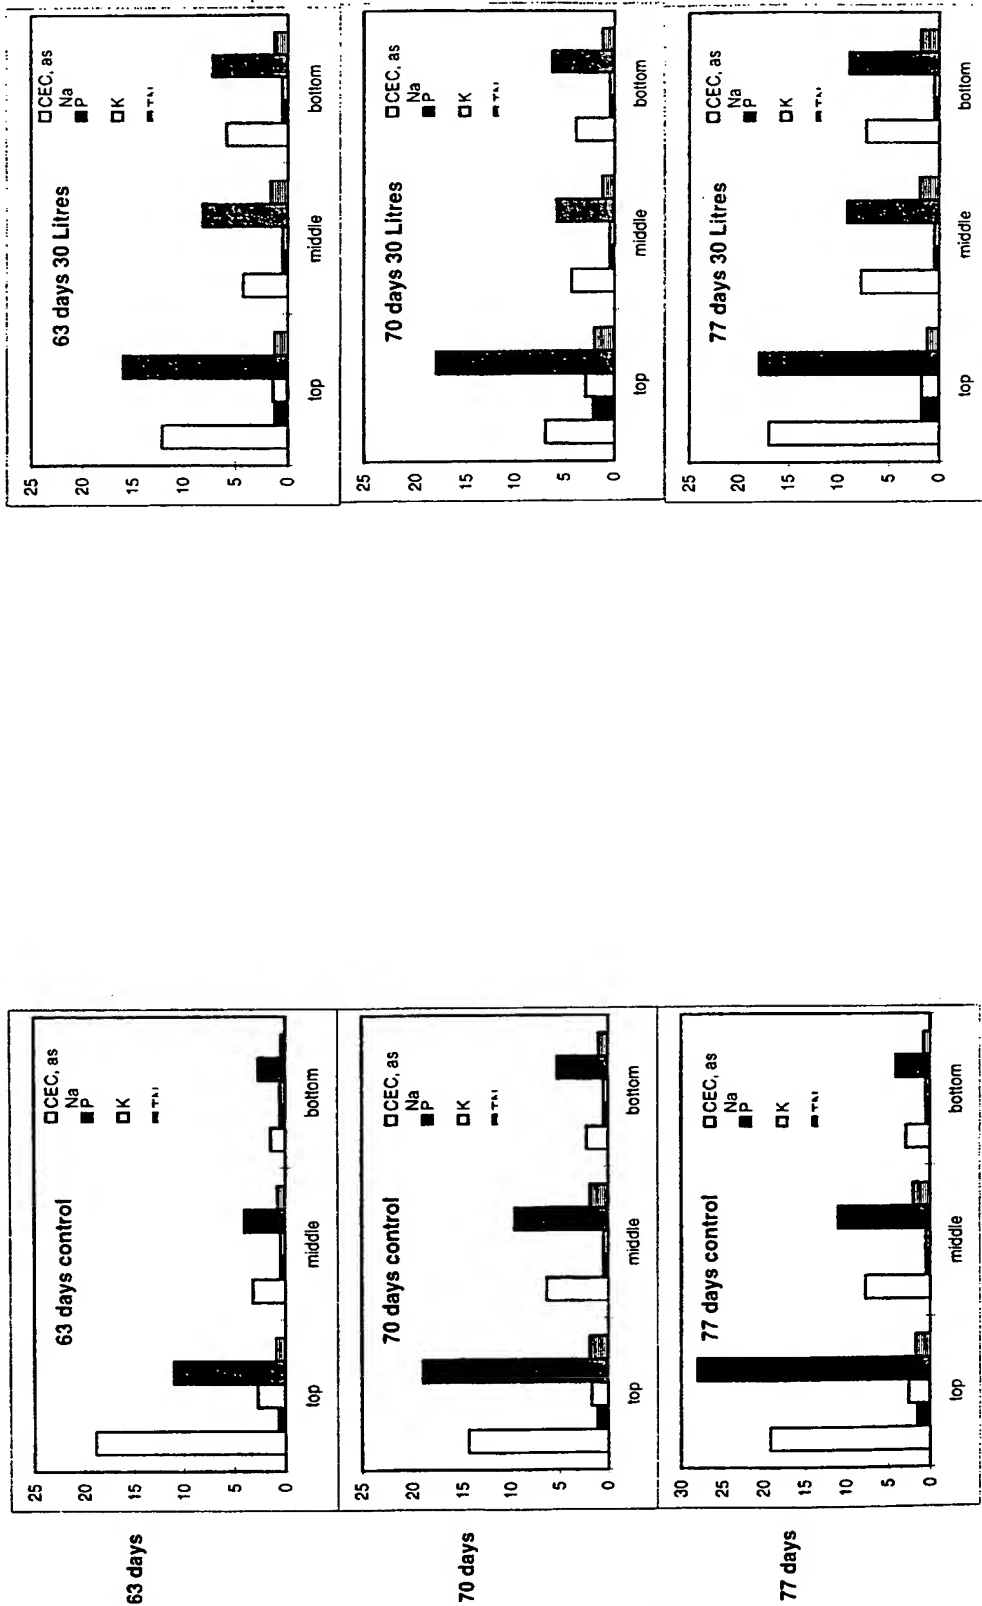 63 days
63 days control
25
20
15
10
5
0
CEC, as
Na
P
K
top
middle
bottom
63 days 30 Litres
25
20
15
10
5
0
CEC, as
Na
P
K
top
middle
bottom
70 days
70 days control
25
20
15
10
5
0
CEC, as
Na
P
K
top
middle
bottom
70 days 30 Litres
25
20
15
10
5
0
CEC, as
Na
P
K
top
middle
bottom
77 days
77 days control
30
25
20
15
10
5
0
CEC, as
Na
P
K
top
middle
bottom
77 days 30 Litres
25
20
15
10
5
0
CEC, as
Na
P
K
top
middle
bottom